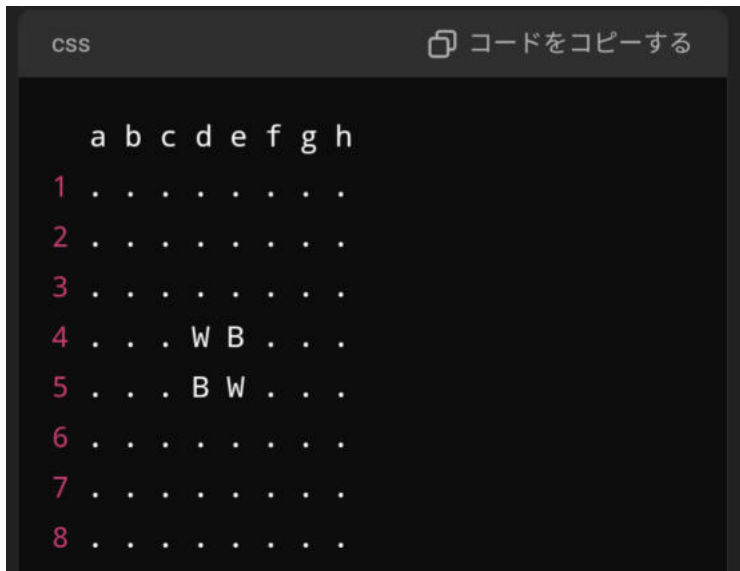 css コードをコピーする
a b c d e f g h
1 . . . . . . . .
2 . . . . . . . .
3 . . . . . . . .
4 . . . W B . . .
5 . . . B W . . .
6 . . . . . . . .
7 . . . . . . . .
8 . . . . . . . .